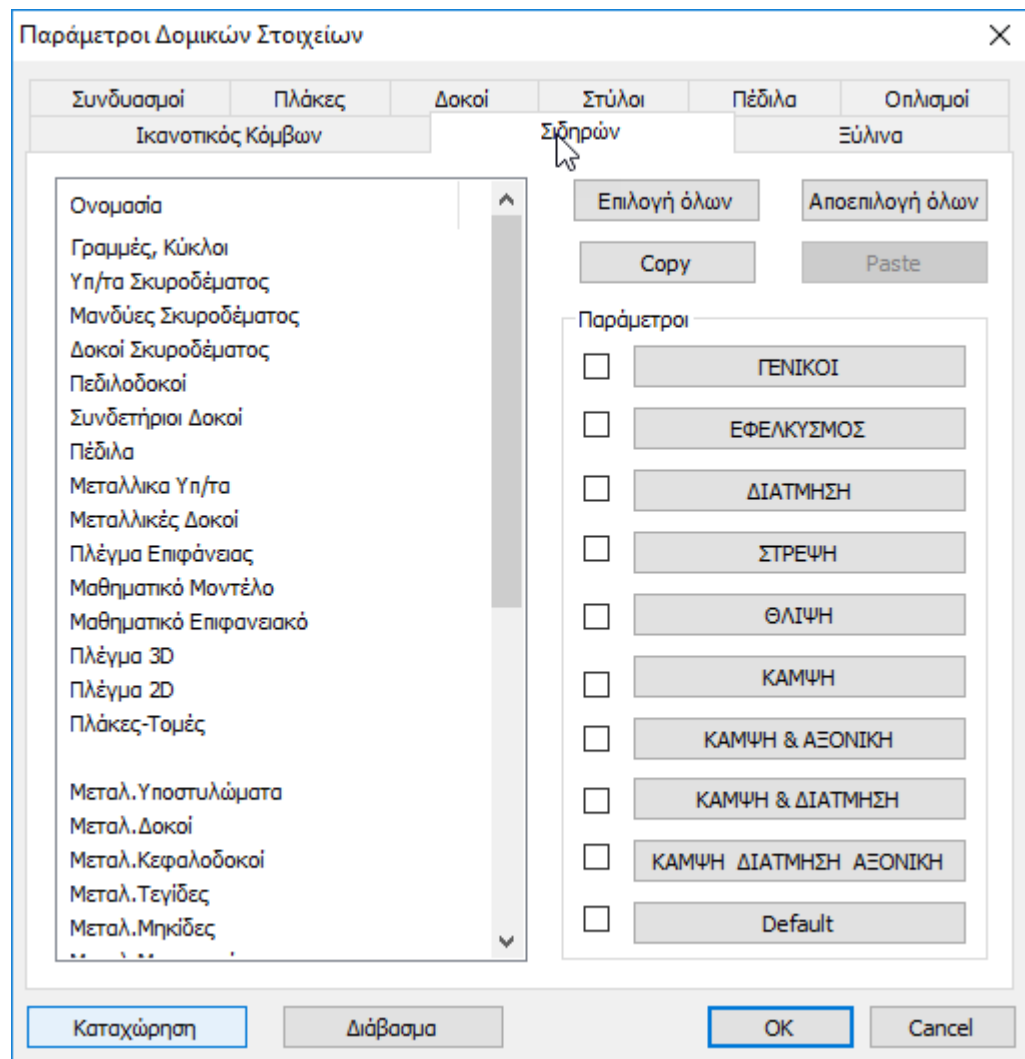 Παράμετροι Δομικών Στοιχείων
Συνδυασμοί Πλάκες Δοκοί Στύλοι Πέδιλα Οπλισμοί
Ικανοτικός Κόμβων Σιδηρών Ξύλινα
Ονομασία
Γραμμές, Κύκλοι
Υπ/τα Σκυροδέματος
Μανδύες Σκυροδέματος
Δοκοί Σκυροδέματος
Πεδιλοδοκοί
Συνδετήριοι Δοκοί
Πέδιλα
Μεταλλικα Υπ/τα
Μεταλλικές Δοκοί
Πλέγμα Επιφάνειας
Μαθηματικό Μοντέλο
Μαθηματικό Επιφανειακό
Πλέγμα 3D
Πλέγμα 2D
Πλάκες-Τομές
Μεταλ.Υποστυλώματα
Μεταλ.Δοκοί
Μεταλ.Κεφαλοδοκοί
Μεταλ.Τεγίδες
Μεταλ.Μηκίδες
Επιλογή όλων Αποεπιλογή όλων
Copy Paste
Παράμετροι
ΓΕΝΙΚΟΙ
ΕΦΕΛΚΥΣΜΟΣ
ΔΙΑΤΜΗΣΗ
ΣΤΡΕΨΗ
ΘΛΙΨΗ
ΚΑΜΨΗ
ΚΑΜΨΗ & ΑΞΟΝΙΚΗ
ΚΑΜΨΗ & ΔΙΑΤΜΗΣΗ
ΚΑΜΨΗ ΔΙΑΤΜΗΣΗ ΑΞΟΝΙΚΗ
Default
Καταχώρηση Διάβασμα OK Cancel